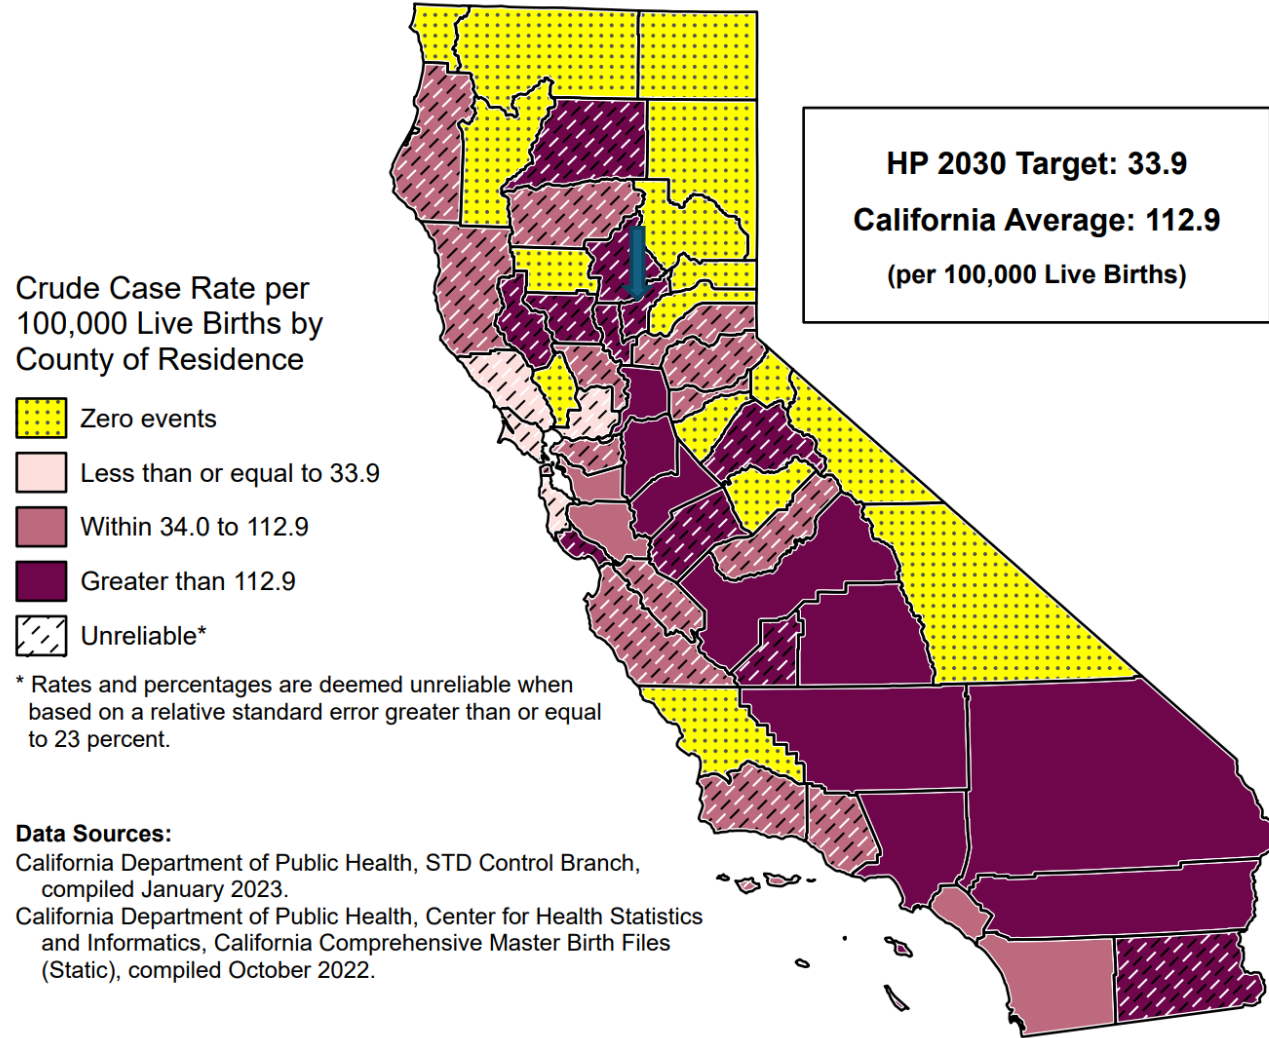 HP 2030 Target: 33.9
California Average: 112.9
(per 100,000 Live Births)
Crude Case Rate per
100,000 Live Births by
County of Residence
Zero events
Less than or equal to 33.9
Within 34.0 to 112.9
Greater than 112.9
Unreliable*
* Rates and percentages are deemed unreliable when
based on a relative standard error greater than or equal
to 23 percent.
Data Sources:
California Department of Public Health, STD Control Branch,
compiled January 2023.
California Department of Public Health, Center for Health Statistics
and Informatics, California Comprehensive Master Birth Files
(Static), compiled October 2022.